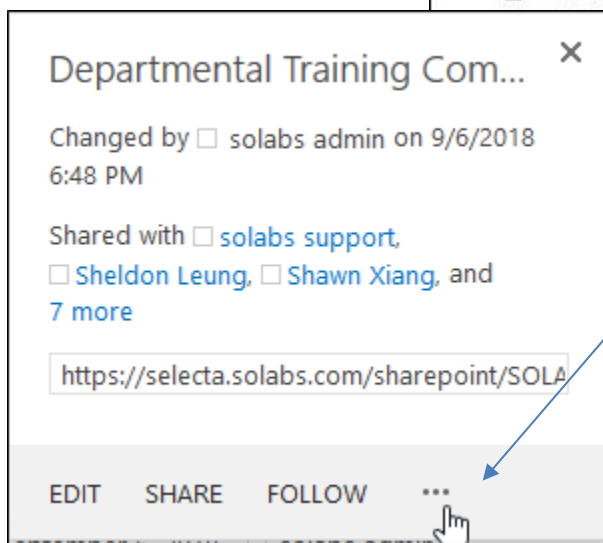 Departmental Training Com...
Changed by solabs admin on 9/6/2018
6:48 PM
Shared with solabs support,
Sheldon Leung, Shawn Xiang, and
7 more
https://selecta.solabs.com/sharepoint/SOLA
EDIT SHARE FOLLOW ...